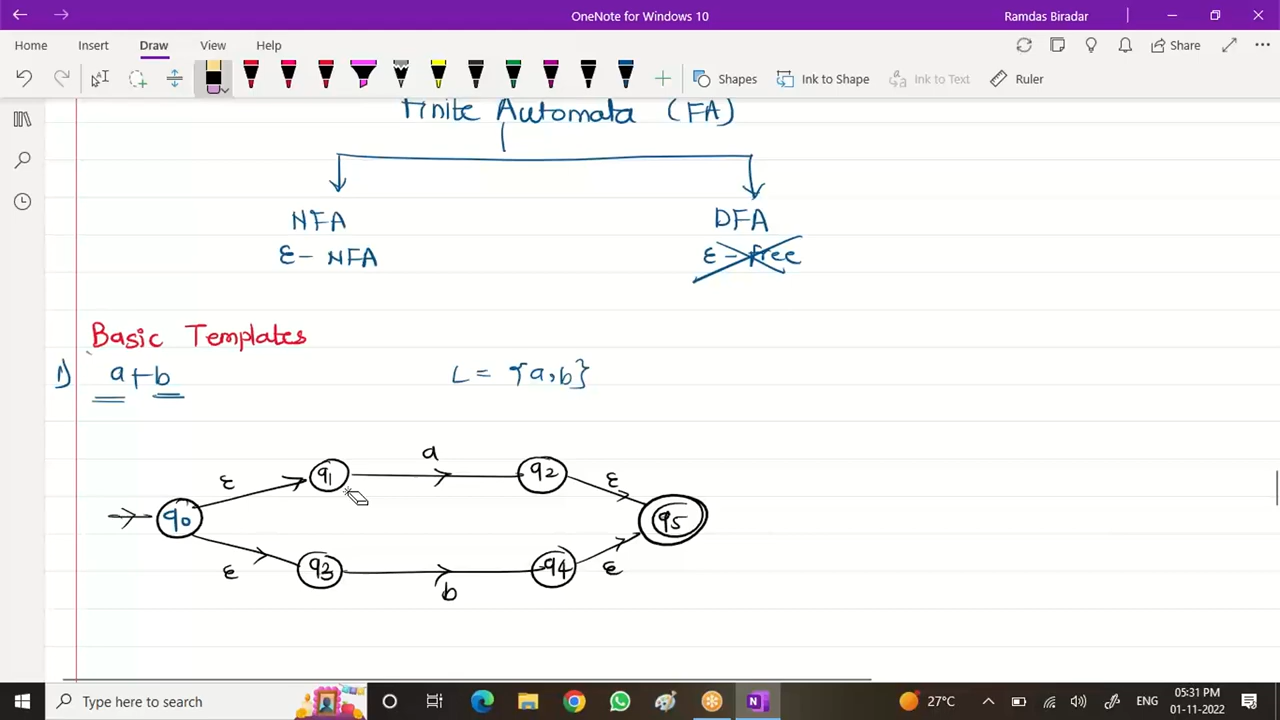 OneNote for Windows 10
Ramdas Biradar
Home Insert Draw View Help
Share
Shapes Ink to Shape Ink to Text Ruler
Finite Automata (FA)
NFA DFA
ε- NFA ε-free
Basic Templates
1) a+b L = {a,b}
a
ε q1 q2 ε
q0 q5
ε q3 q4 ε
b
Type here to search
27°C ENG 05:31 PM
01-11-2022